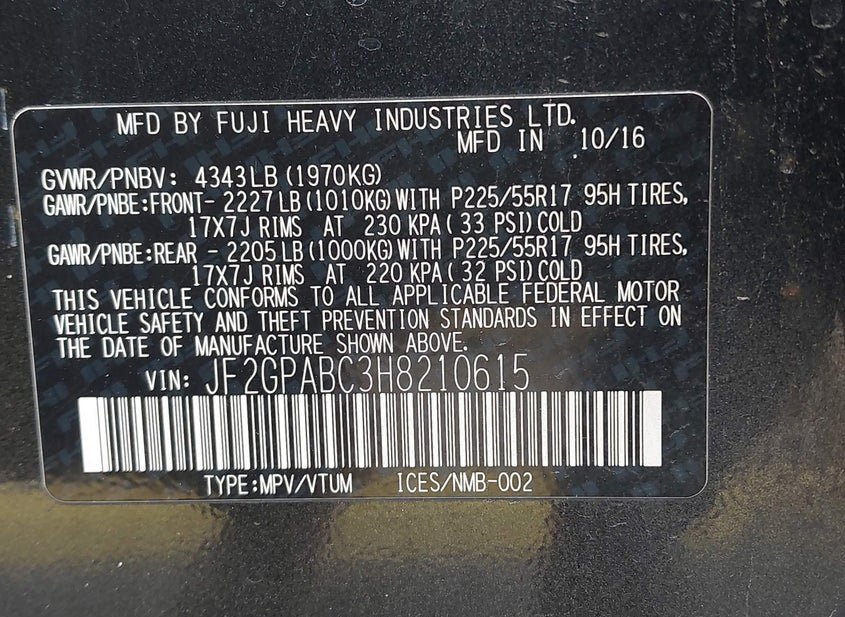 MFD BY FUJI HEAVY INDUSTRIES LTD.
MFD IN 10/16
GVWR/PNBV: 4343LB (1970KG)
GAWR/PNBE:FRONT- 2227LB (1010KG)WITH P225/55R17 95H TIRES,
17X7J RIMS AT 230 KPA( 33 PSI)COLD
GAWR/PNBE:REAR - 2205LB (1000KG)WITH P225/55R17 95H TIRES,
17X7J RIMS AT 220 KPA( 32 PSI)COLD
THIS VEHICLE CONFORMS TO ALL APPLICABLE FEDERAL MOTOR
VEHICLE SAFETY AND THEFT PREVENTION STANDARDS IN EFFECT ON
THE DATE OF MANUFACTURE SHOWN ABOVE.
VIN: JF2GPABC3H8210615
TYPE:MPV/VTUM ICES/NMB-002